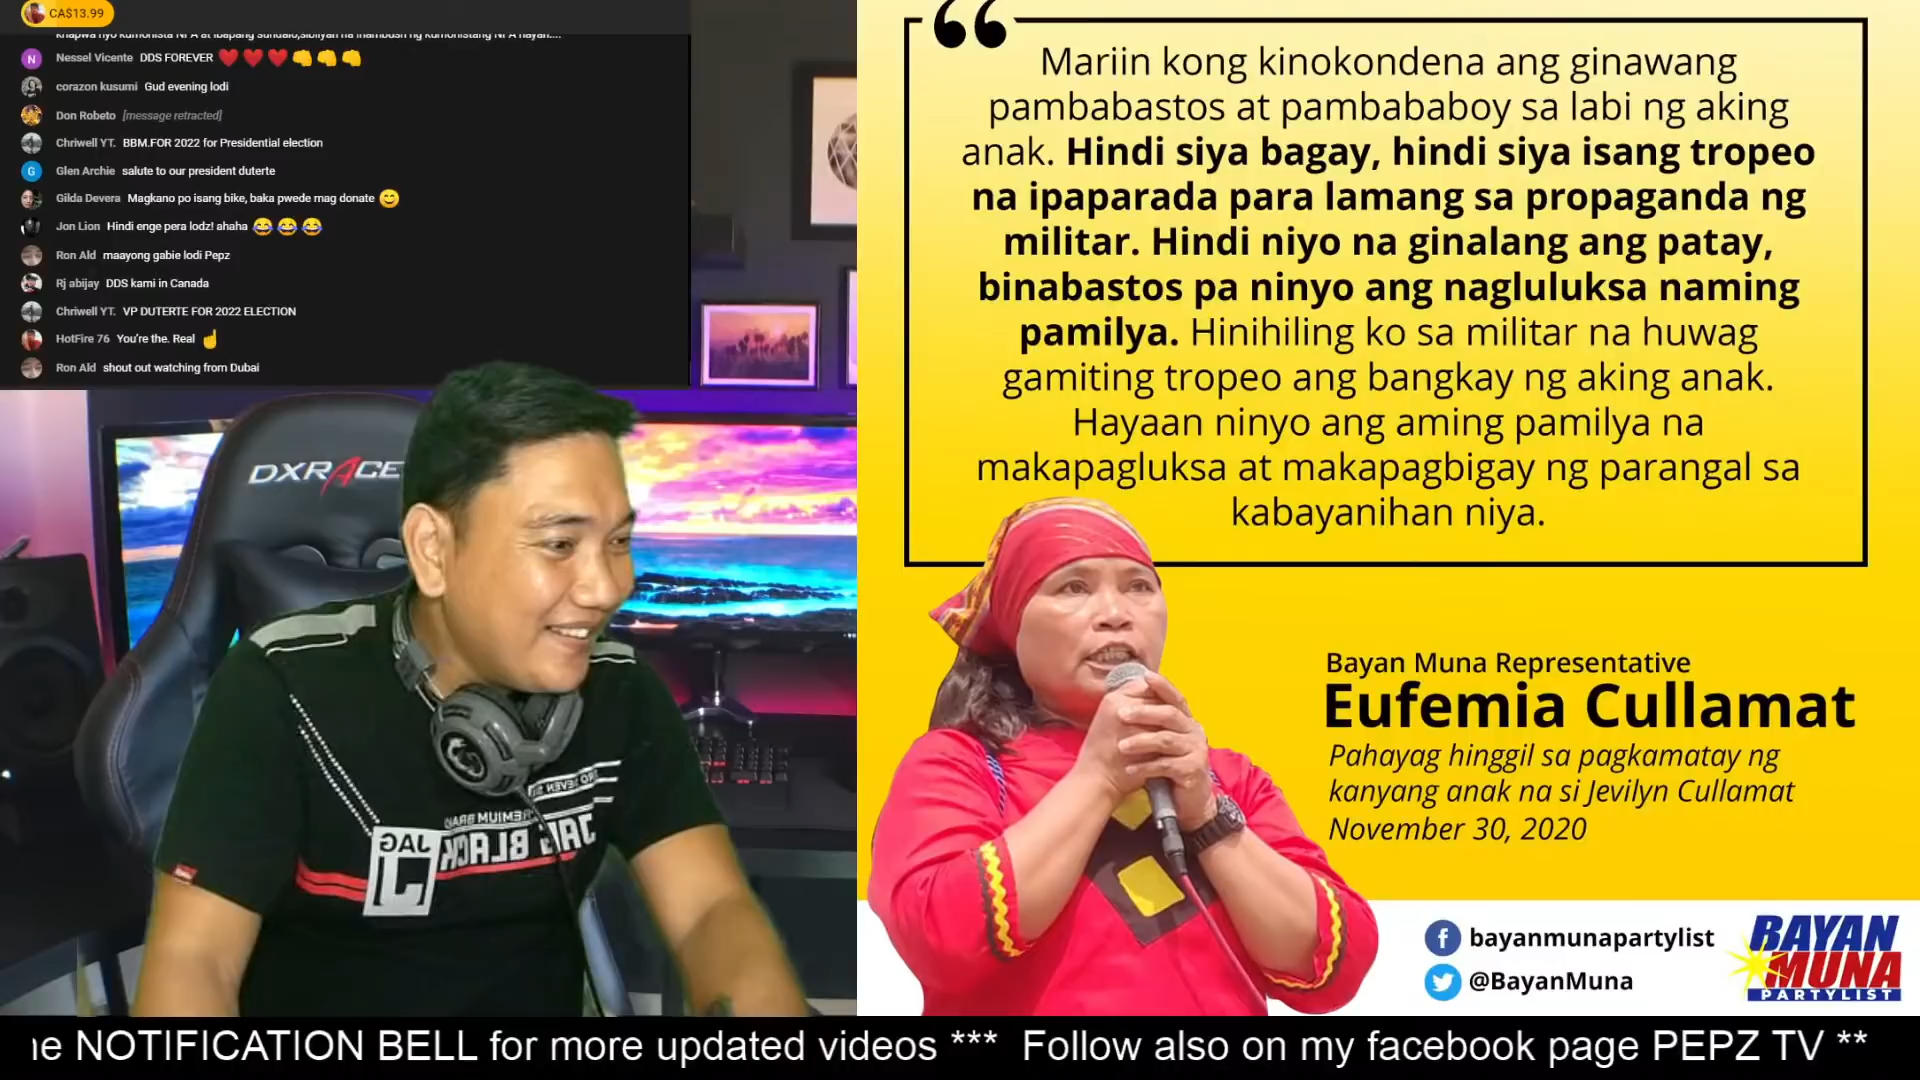 CA$13.99
Nessel Vicente DDS FOREVER ❤️❤️❤️👊👊👊
corazon kusumi Gud evening lodi
Don Robeto [message retracted]
Chriwell YT. BBM.FOR 2022 for Presidential election
Glen Archie salute to our president duterte
Gilda Devera Magkano po isang bike, baka pwede mag donate 😊
Jon Lion Hindi enge pera lodz! ahaha 😂😂😂
Ron Ald maayong gabie lodi Pepz
Rj abijay DDS kami in Canada
Chriwell YT. VP DUTERTE FOR 2022 ELECTION
HotFire 76 You're the. Real ☝️
Ron Ald shout out watching from Dubai
DXRACE
JAG
BLACK
“
Mariin kong kinokondena ang ginawang
pambabastos at pambababoy sa labi ng aking
anak. Hindi siya bagay, hindi siya isang tropeo
na ipaparada para lamang sa propaganda ng
militar. Hindi niyo na ginalang ang patay,
binabastos pa ninyo ang nagluluksa naming
pamilya. Hinihiling ko sa militar na huwag
gamiting tropeo ang bangkay ng aking anak.
Hayaan ninyo ang aming pamilya na
makapagluksa at makapagbigay ng parangal sa
kabayanihan niya.
Bayan Muna Representative
Eufemia Cullamat
Pahayag hinggil sa pagkamatay ng
kanyang anak na si Jevilyn Cullamat
November 30, 2020
bayanmunapartylist
@BayanMuna
BAYAN
MUNA
PARTYLIST
NOTIFICATION BELL for more updated videos *** Follow also on my facebook page PEPZ TV **